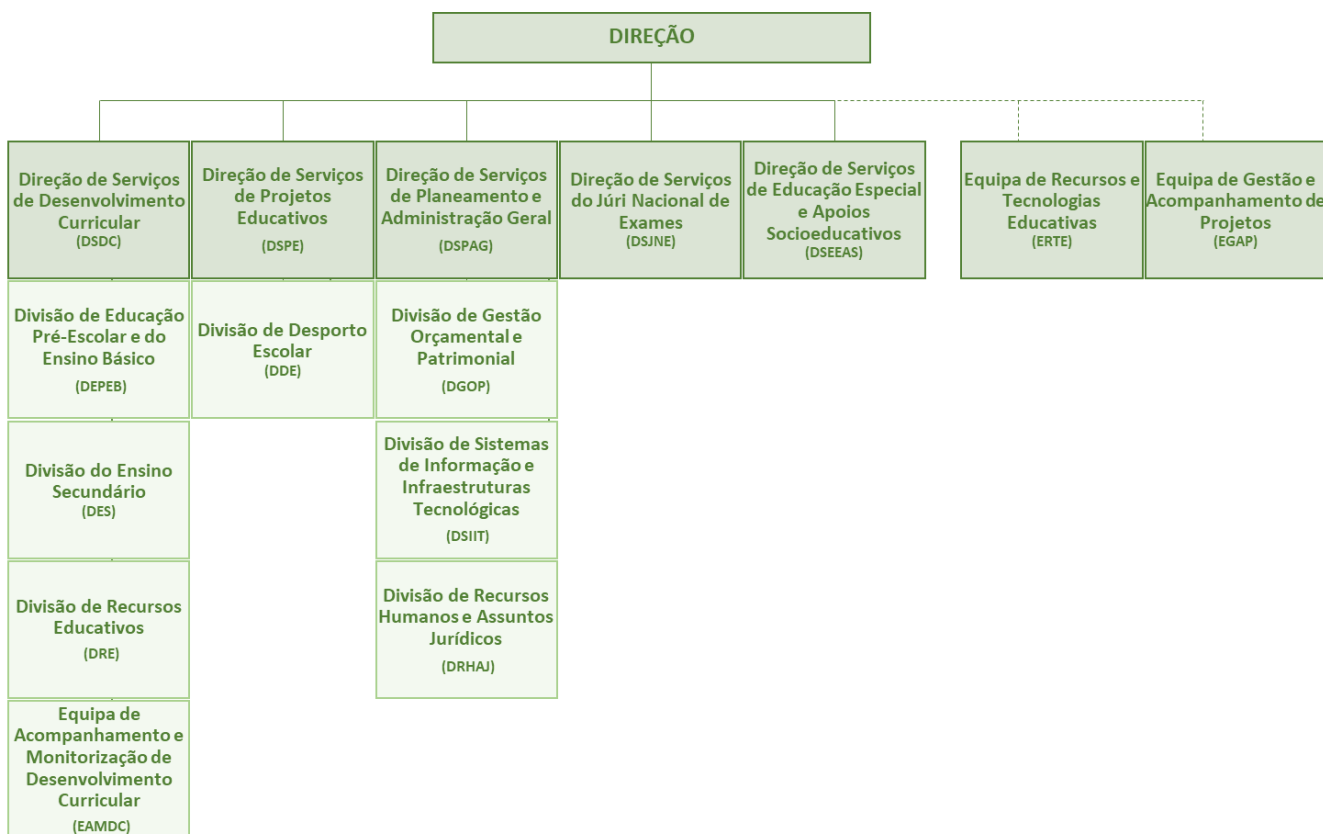 DIREÇÃO
Direção de Serviços
de Desenvolvimento
Curricular
(DSDC)
Direção de Serviços
de Projetos
Educativos
(DSPE)
Direção de Serviços
de Planeamento e
Administração Geral
(DSPAG)
Direção de Serviços
do Júri Nacional de
Exames
(DSJNE)
Direção de Serviços
de Educação Especial
e Apoios
Socioeducativos
(DSEEAS)
Equipa de Recursos e
Tecnologias
Educativas
(ERTE)
Equipa de Gestão e
Acompanhamento de
Projetos
(EGAP)
Divisão de Educação
Pré-Escolar e do
Ensino Básico
(DEPEB)
Divisão de Desporto
Escolar
(DDE)
Divisão de Gestão
Orçamental e
Patrimonial
(DGOP)
Divisão do Ensino
Secundário
(DES)
Divisão de Sistemas
de Informação e
Infraestruturas
Tecnológicas
(DSIIT)
Divisão de Recursos
Educativos
(DRE)
Divisão de Recursos
Humanos e Assuntos
Jurídicos
(DRHAJ)
Equipa de
Acompanhamento e
Monitorização de
Desenvolvimento
Curricular
(EAMDC)